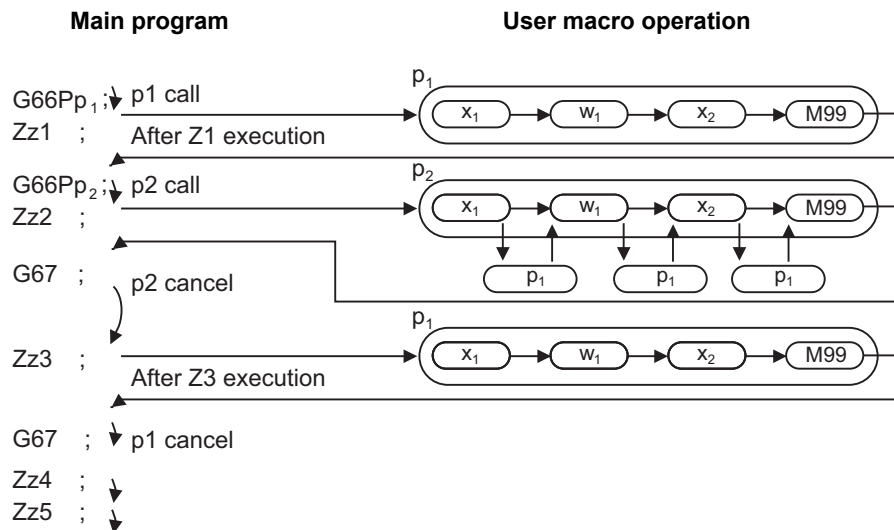 Main program User macro operation
p1
G66Pp1 ; p1 call
x1 w1 x2 M99
Zz1 ; After Z1 execution
p2
G66Pp2 ; p2 call
x1 w1 x2 M99
Zz2 ;
p1 p1 p1
G67 ; p2 cancel
p1
Zz3 ; x1 w1 x2 M99
After Z3 execution
G67 ; p1 cancel
Zz4 ;
Zz5 ;